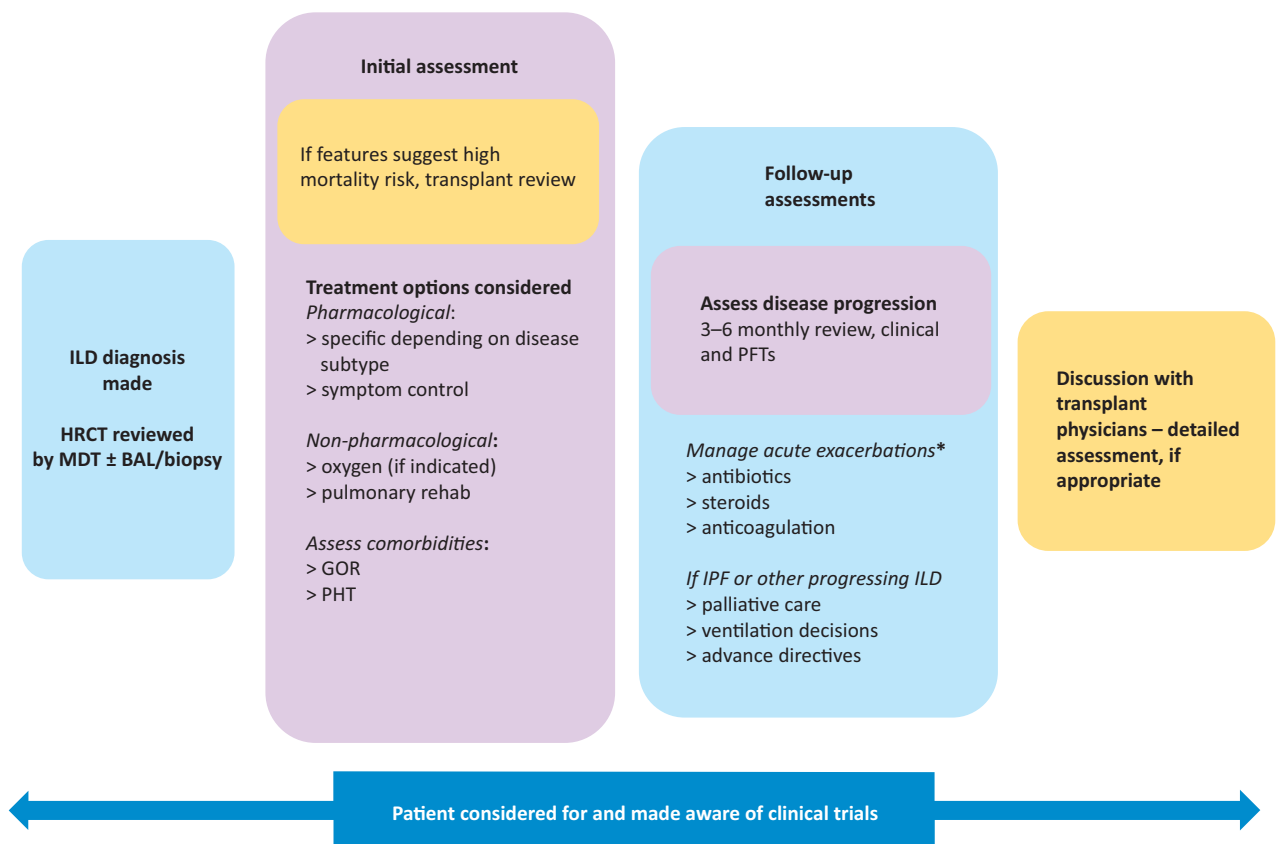 ILD diagnosis
made
HRCT reviewed
by MDT ± BAL/biopsy
Initial assessment
If features suggest high
mortality risk, transplant review
Treatment options considered
Pharmacological:
> specific depending on disease
subtype
> symptom control
Non-pharmacological:
> oxygen (if indicated)
> pulmonary rehab
Assess comorbidities:
> GOR
> PHT
Follow-up
assessments
Assess disease progression
3–6 monthly review, clinical
and PFTs
Manage acute exacerbations*
> antibiotics
> steroids
> anticoagulation
If IPF or other progressing ILD
> palliative care
> ventilation decisions
> advance directives
Discussion with
transplant
physicians – detailed
assessment, if
appropriate
Patient considered for and made aware of clinical trials